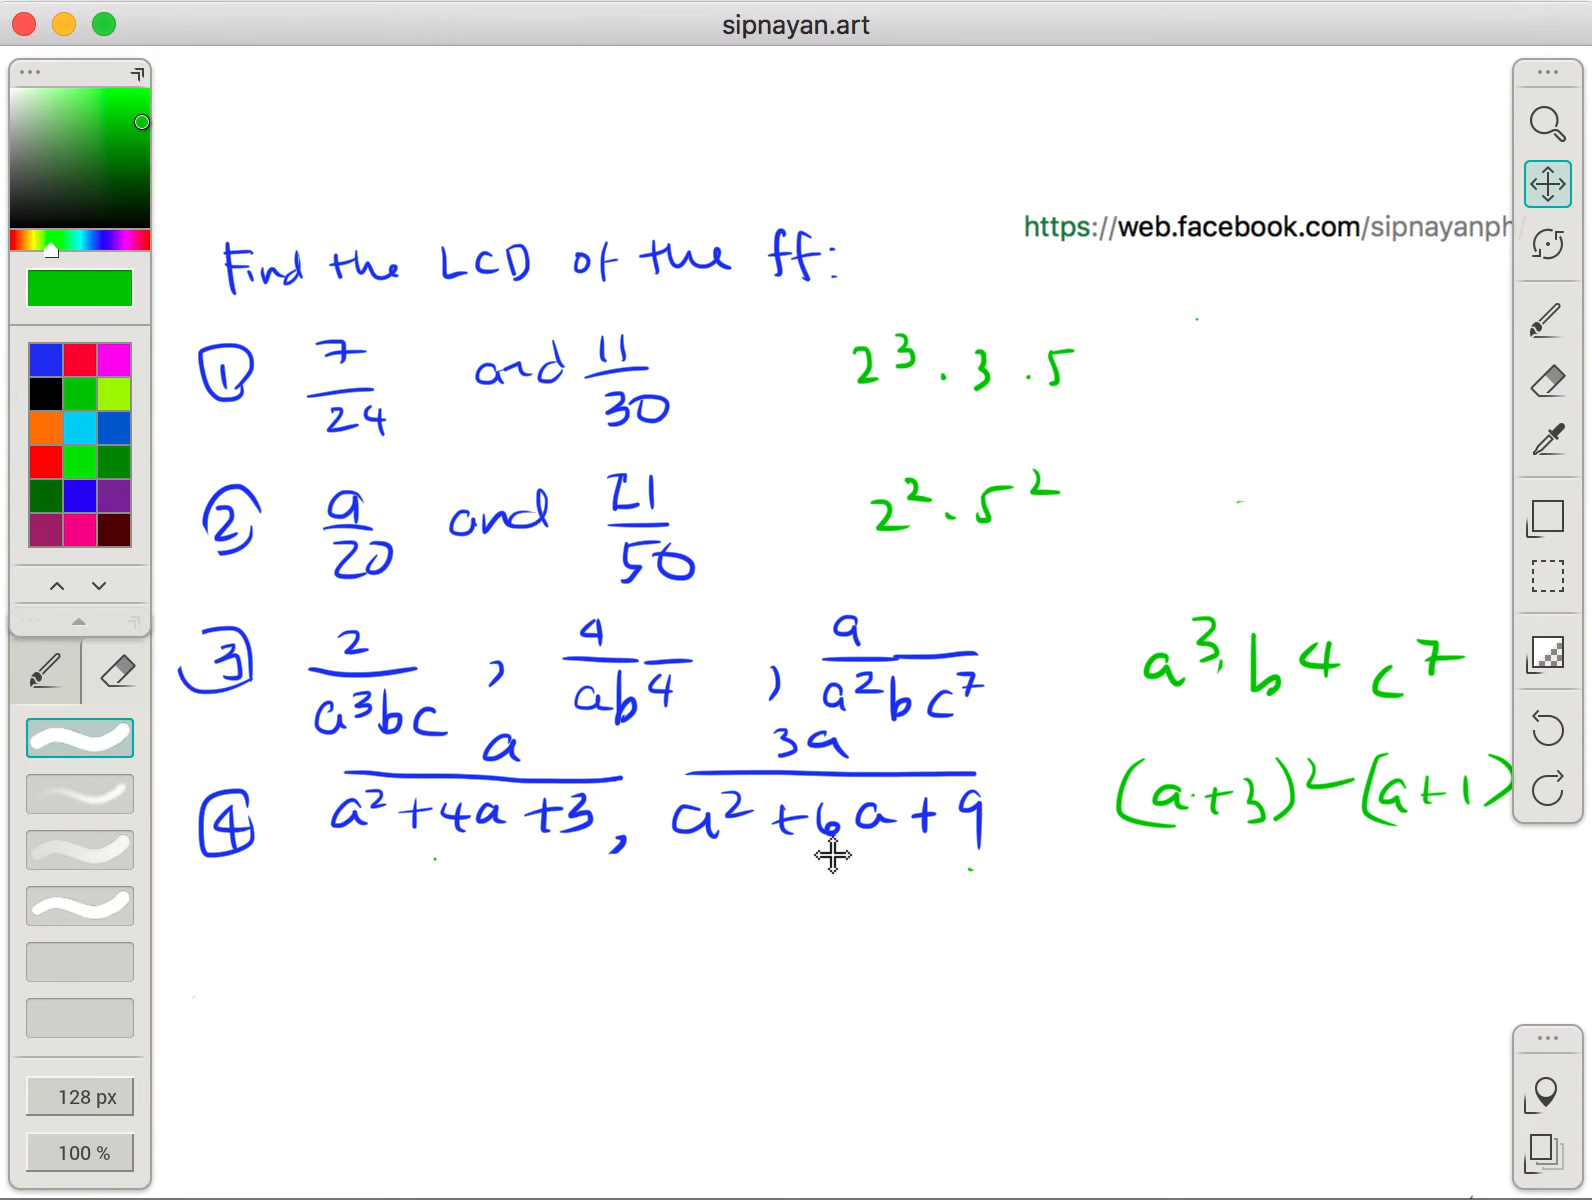 sipnayan.art
https://web.facebook.com/sipnayanph/
Find the LCD of the ff:
① 7/24 and 11/30 2³ · 3 · 5
② 9/20 and 21/50 2² · 5²
③ 2/a³bc , 4/ab⁴ , 9/a²bc⁷ a³ b⁴ c⁷
④ a/a²+4a+3 , 3a/a²+6a+9 (a+3)²(a+1)
128 px
100 %